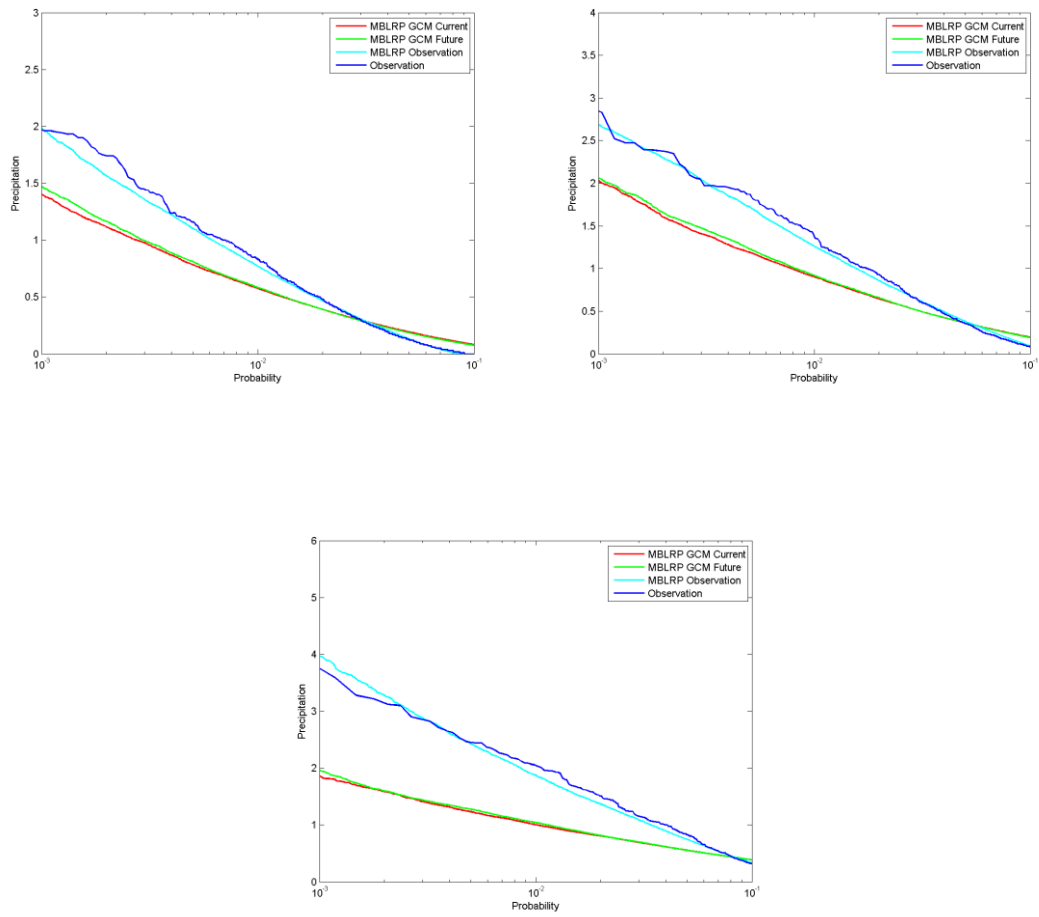 3
2.5
2
1.5
1
0.5
0
Precipitation
10-3
10-2
10-1
Probability
MBLRP GCM Current
MBLRP GCM Future
MBLRP Observation
Observation
4
3.5
3
2.5
2
1.5
1
0.5
0
Precipitation
10-3
10-2
10-1
Probability
MBLRP GCM Current
MBLRP GCM Future
MBLRP Observation
Observation
6
5
4
3
2
1
0
Precipitation
10-3
10-2
10-1
Probability
MBLRP GCM Current
MBLRP GCM Future
MBLRP Observation
Observation